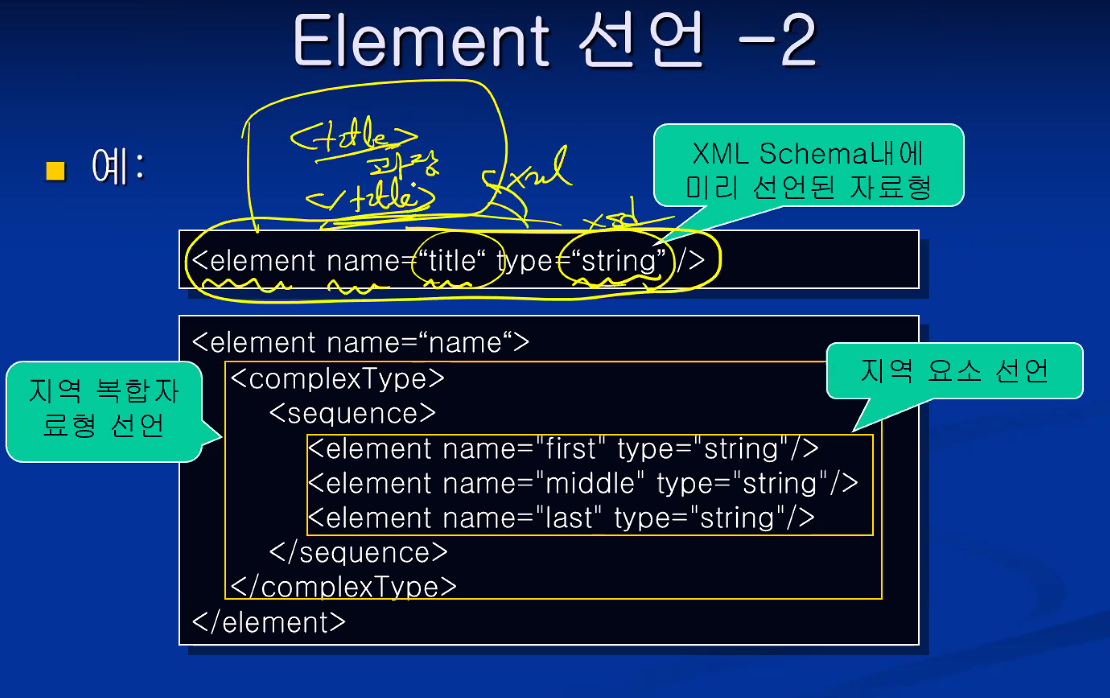 Element 선언 -2
예:
<title>
과장
</title>
xml
xsd
XML Schema내에
미리 선언된 자료형
<element name=“title“ type=“string” />
<element name=“name“>
지역 복합자
료형 선언
<complexType>
지역 요소 선언
<sequence>
<element name="first" type="string"/>
<element name="middle" type="string"/>
<element name="last" type="string"/>
</sequence>
</complexType>
</element>